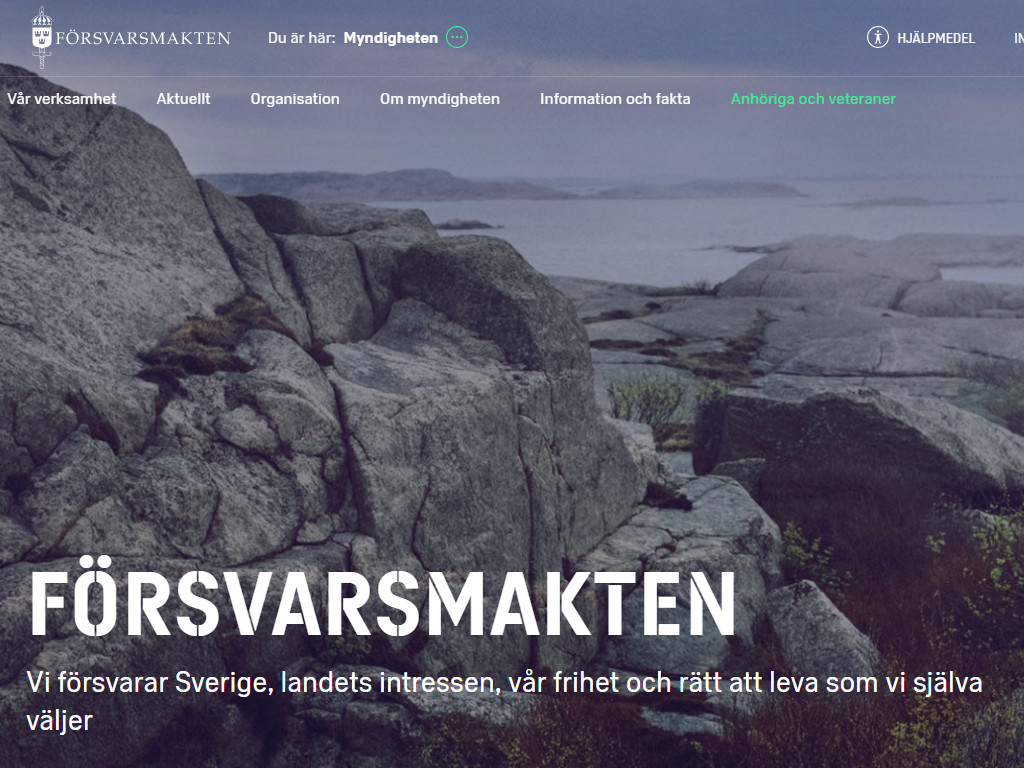 FÖRSVARSMAKTEN
Du är här: Myndigheten
HJÄLPMEDEL
Vår verksamhet Aktuellt Organisation Om myndigheten Information och fakta Anhöriga och veteraner
FÖRSVARSMAKTEN
Vi försvarar Sverige, landets intressen, vår frihet och rätt att leva som vi själva
väljer